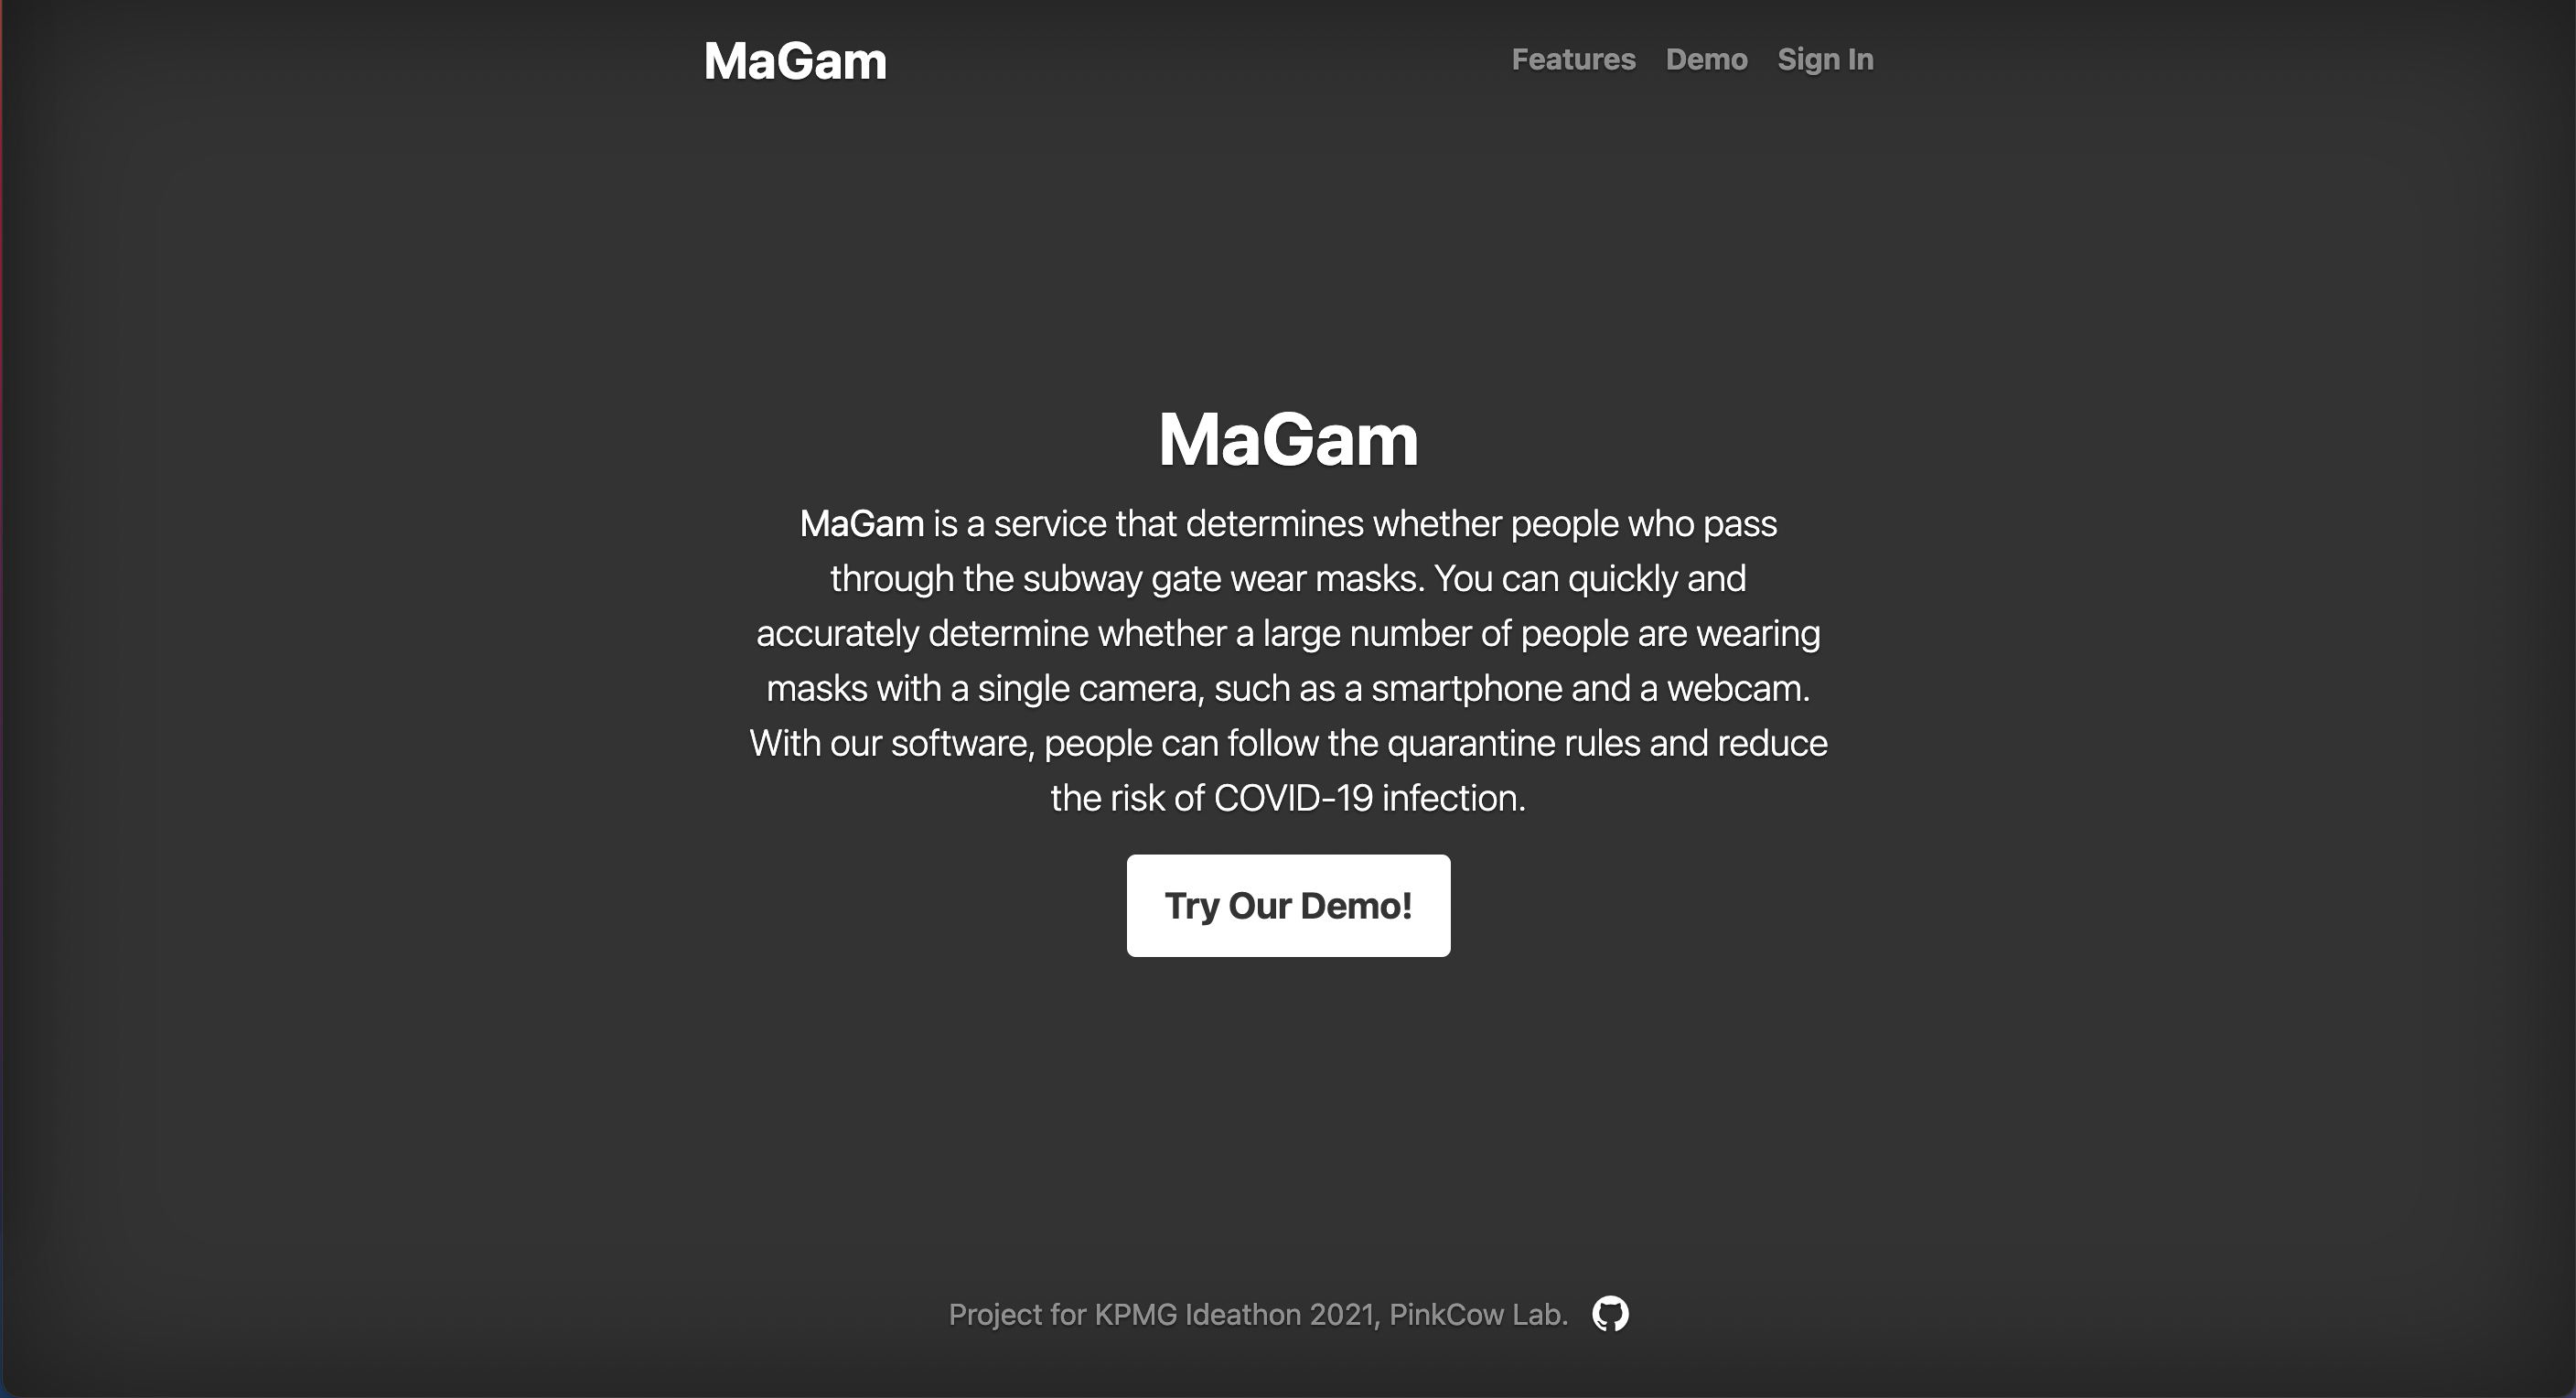 MaGam
Features Demo Sign In
MaGam
MaGam is a service that determines whether people who pass
through the subway gate wear masks. You can quickly and
accurately determine whether a large number of people are wearing
masks with a single camera, such as a smartphone and a webcam.
With our software, people can follow the quarantine rules and reduce
the risk of COVID-19 infection.
Try Our Demo!
Project for KPMG Ideathon 2021, PinkCow Lab.